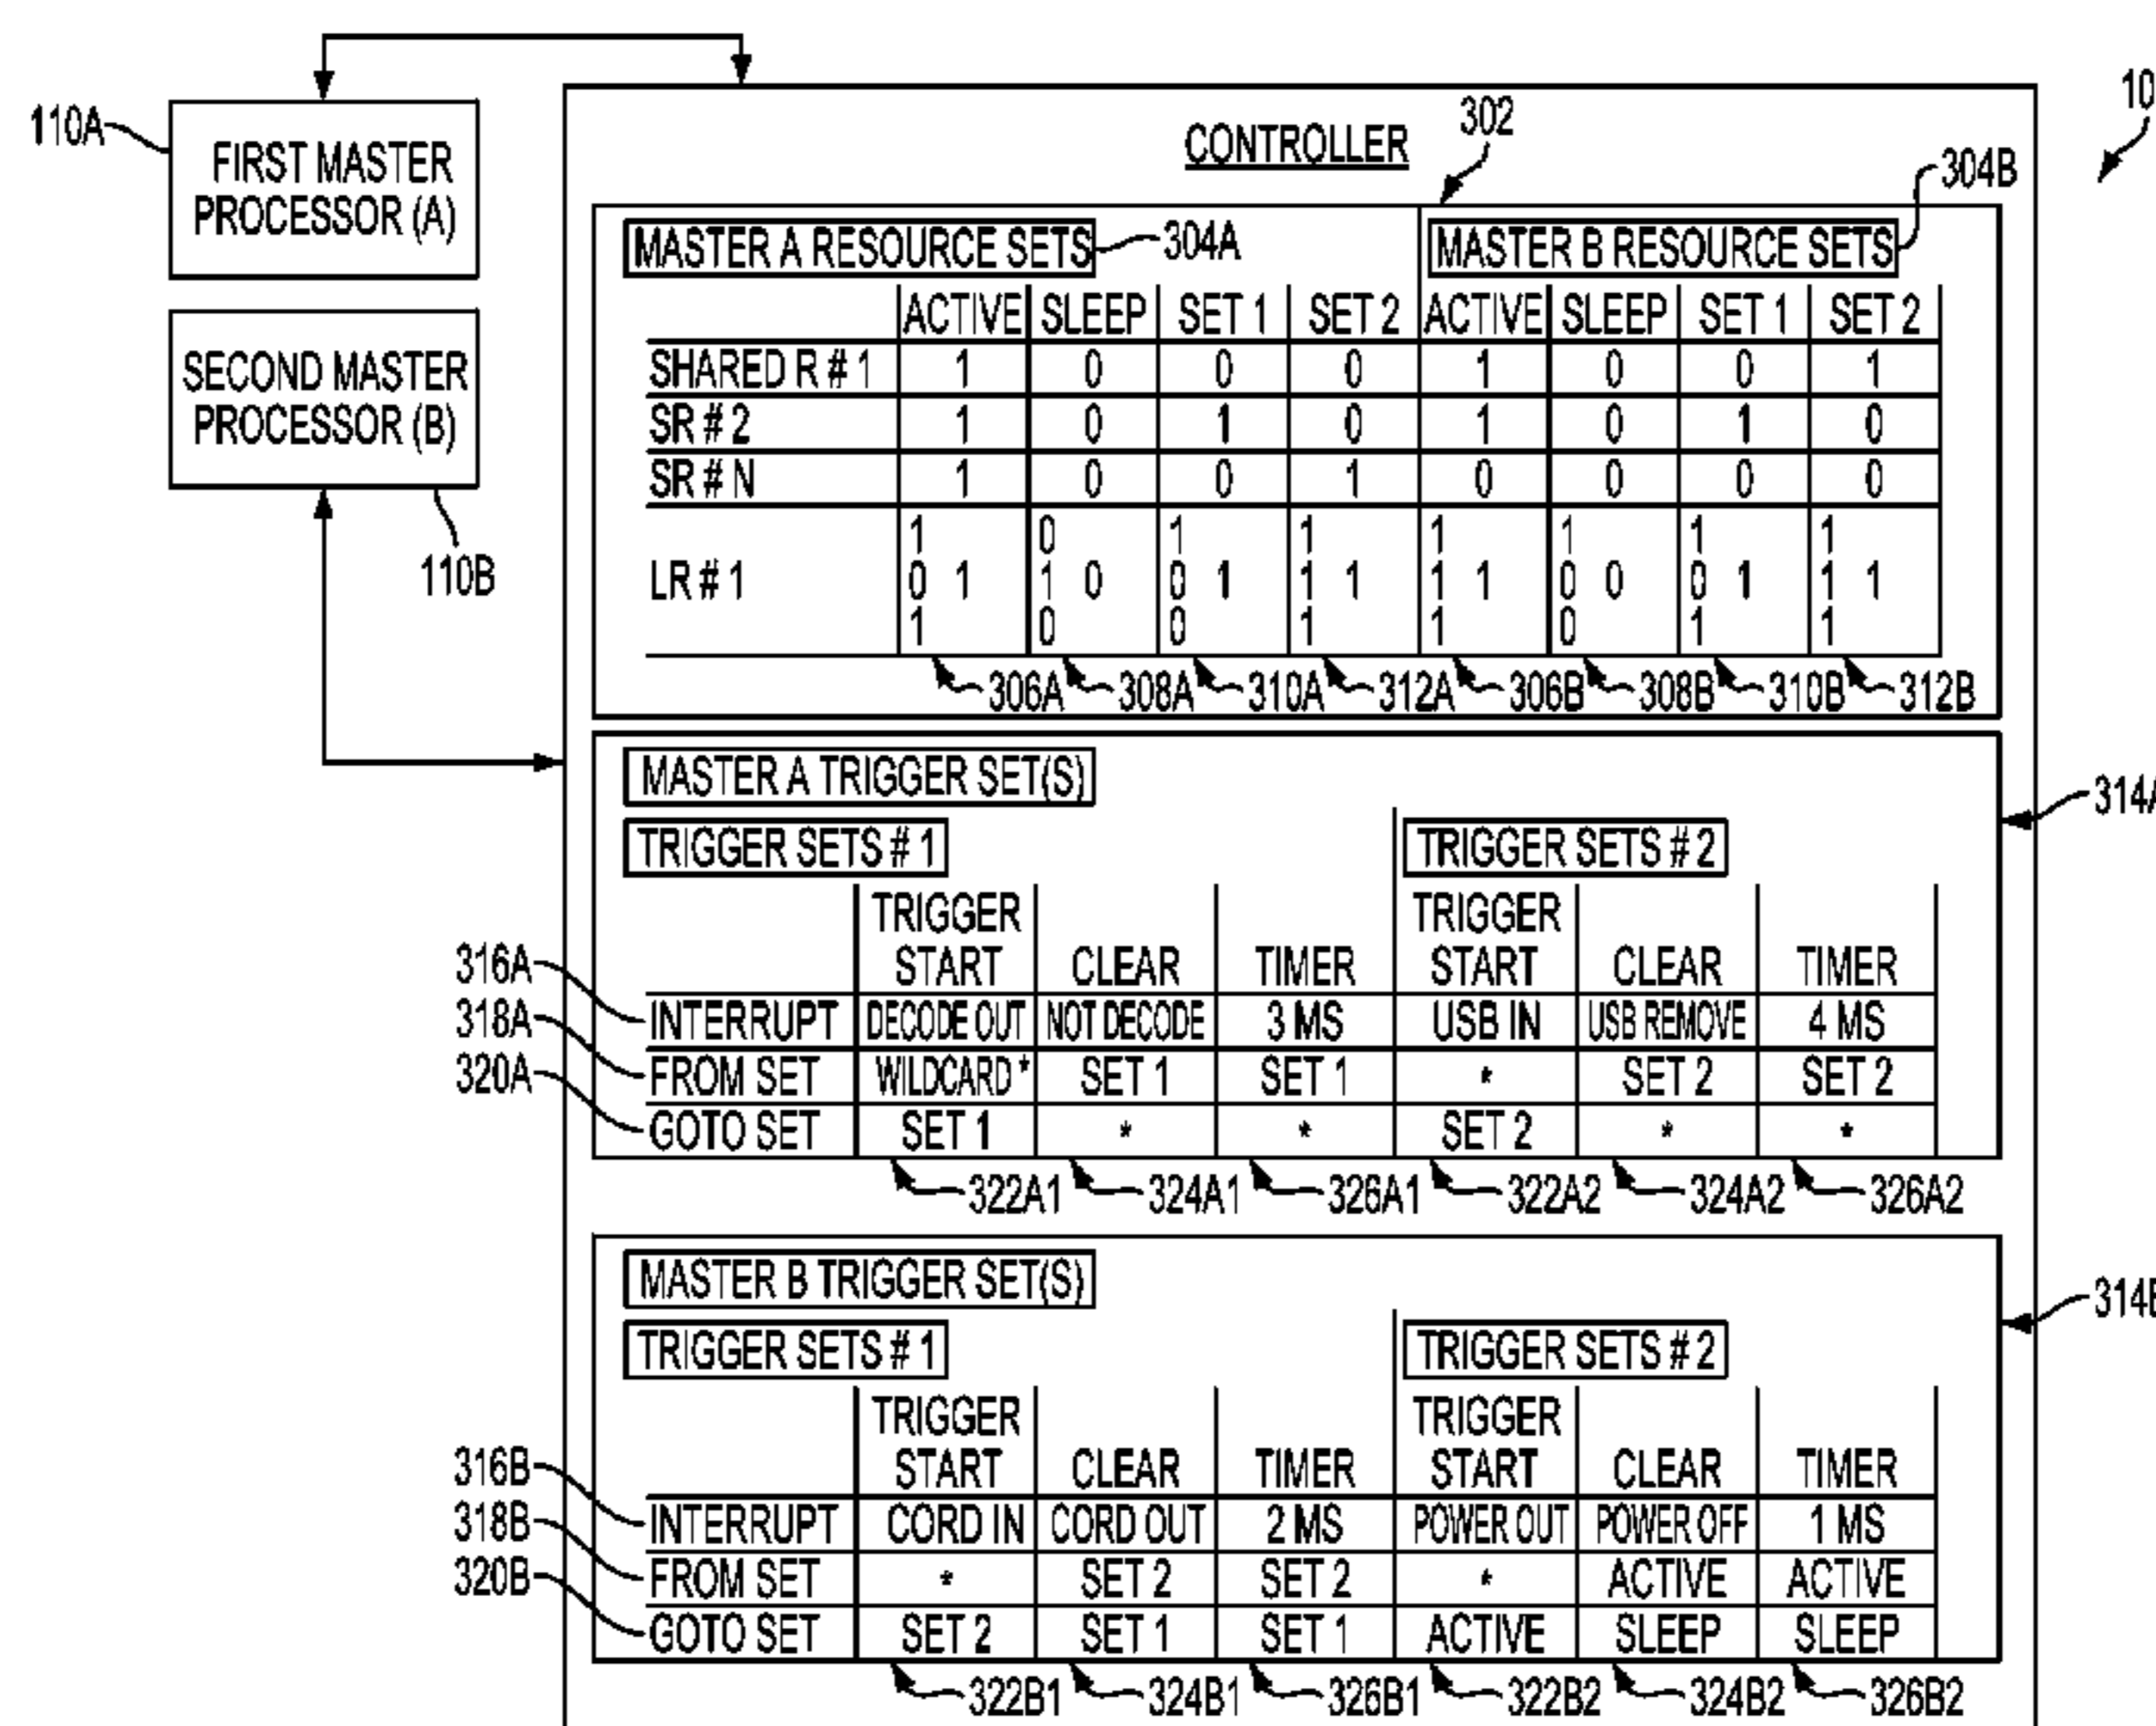 10
110A
FIRST MASTER
PROCESSOR (A)
SECOND MASTER
PROCESSOR (B)
110B
CONTROLLER
302
304B
MASTER A RESOURCE SETS
304A
MASTER B RESOURCE SETS
ACTIVE SLEEP SET 1 SET 2 ACTIVE SLEEP SET 1 SET 2
SHARED R # 1 1 0 0 0 1 0 0 1
SR # 2 1 0 1 0 1 0 1 0
SR # N 1 0 0 1 0 0 0 0
1 0 1 1 1 1 1 1
LR # 1 0 1 1 0 0 1 1 1 1 1 0 0 0 1 1 1
1 0 0 1 1 0 1 1
306A 308A 310A 312A 306B 308B 310B 312B
MASTER A TRIGGER SET(S)
314A
TRIGGER SETS # 1 TRIGGER SETS # 2
TRIGGER TRIGGER
START CLEAR TIMER START CLEAR TIMER
316A INTERRUPT DECODE OUT NOT DECODE 3 MS USB IN USB REMOVE 4 MS
318A FROM SET WILDCARD * SET 1 SET 1 * SET 2 SET 2
320A GOTO SET SET 1 * * SET 2 * *
322A1 324A1 326A1 322A2 324A2 326A2
MASTER B TRIGGER SET(S)
314B
TRIGGER SETS # 1 TRIGGER SETS # 2
TRIGGER TRIGGER
START CLEAR TIMER START CLEAR TIMER
316B INTERRUPT CORD IN CORD OUT 2 MS POWER OUT POWER OFF 1 MS
318B FROM SET * SET 2 SET 2 * ACTIVE ACTIVE
320B GOTO SET SET 2 SET 1 SET 1 ACTIVE SLEEP SLEEP
322B1 324B1 326B1 322B2 324B2 326B2